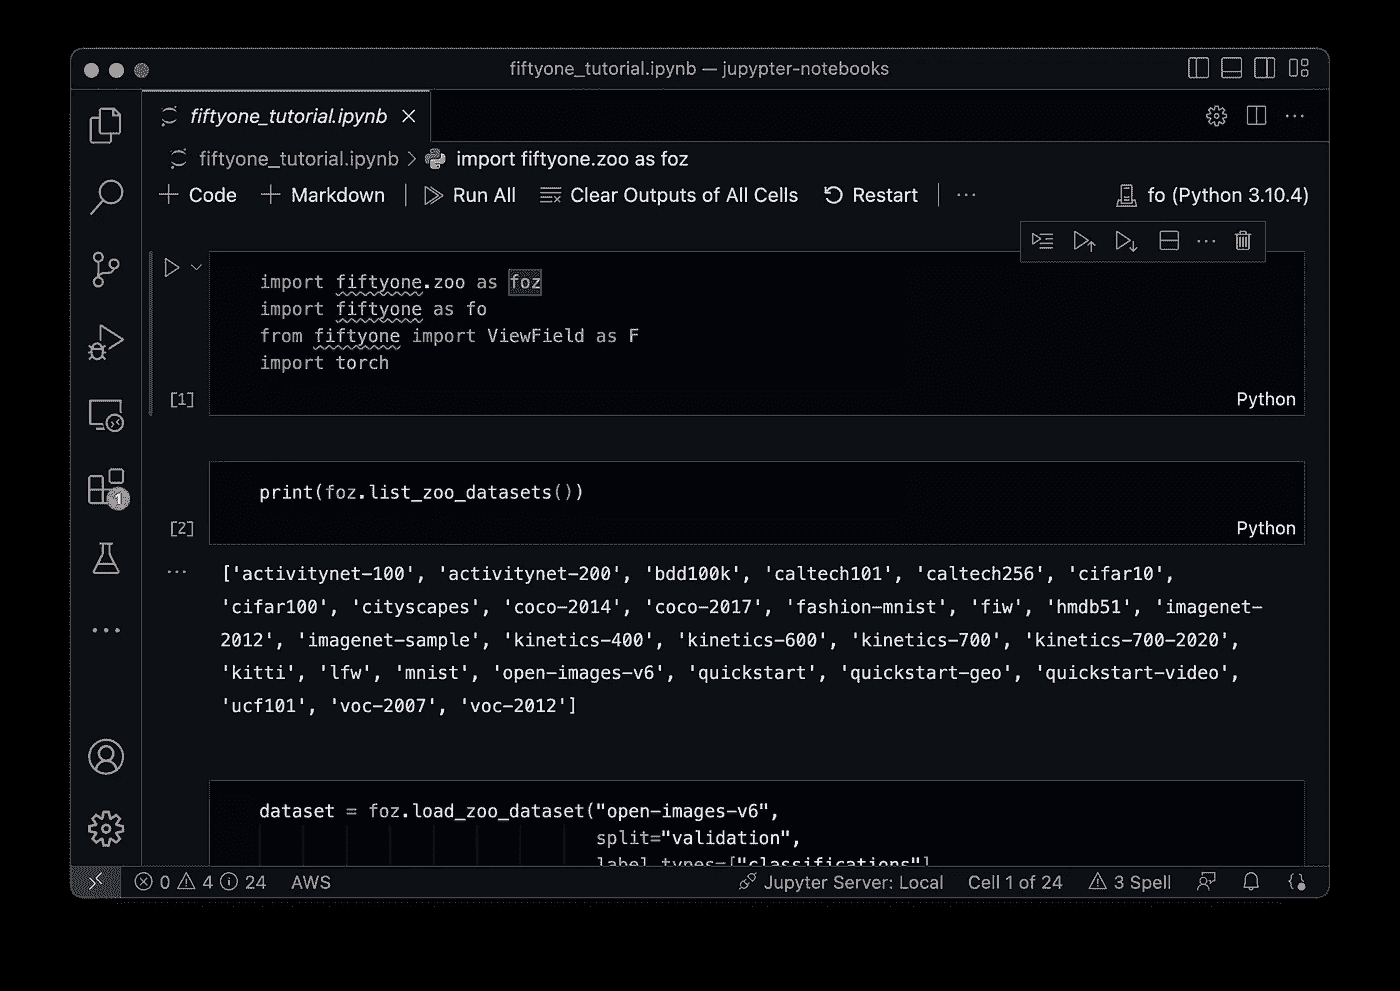 fiftyone_tutorial.ipynb — jupypter-notebooks
fiftyone_tutorial.ipynb
fiftyone_tutorial.ipynb > import fiftyone.zoo as foz
+ Code + Markdown | Run All Clear Outputs of All Cells Restart | ... fo (Python 3.10.4)
import fiftyone.zoo as foz
import fiftyone as fo
from fiftyone import ViewField as F
import torch
[1]
Python
print(foz.list_zoo_datasets())
[2]
Python
['activitynet-100', 'activitynet-200', 'bdd100k', 'caltech101', 'caltech256', 'cifar10',
'cifar100', 'cityscapes', 'coco-2014', 'coco-2017', 'fashion-mnist', 'fiw', 'hmdb51', 'imagenet-
2012', 'imagenet-sample', 'kinetics-400', 'kinetics-600', 'kinetics-700', 'kinetics-700-2020',
'kitti', 'lfw', 'mnist', 'open-images-v6', 'quickstart', 'quickstart-geo', 'quickstart-video',
'ucf101', 'voc-2007', 'voc-2012']
dataset = foz.load_zoo_dataset("open-images-v6",
split="validation",
label_types=["classifications"]
1
0 4 24 AWS Jupyter Server: Local Cell 1 of 24 3 Spell